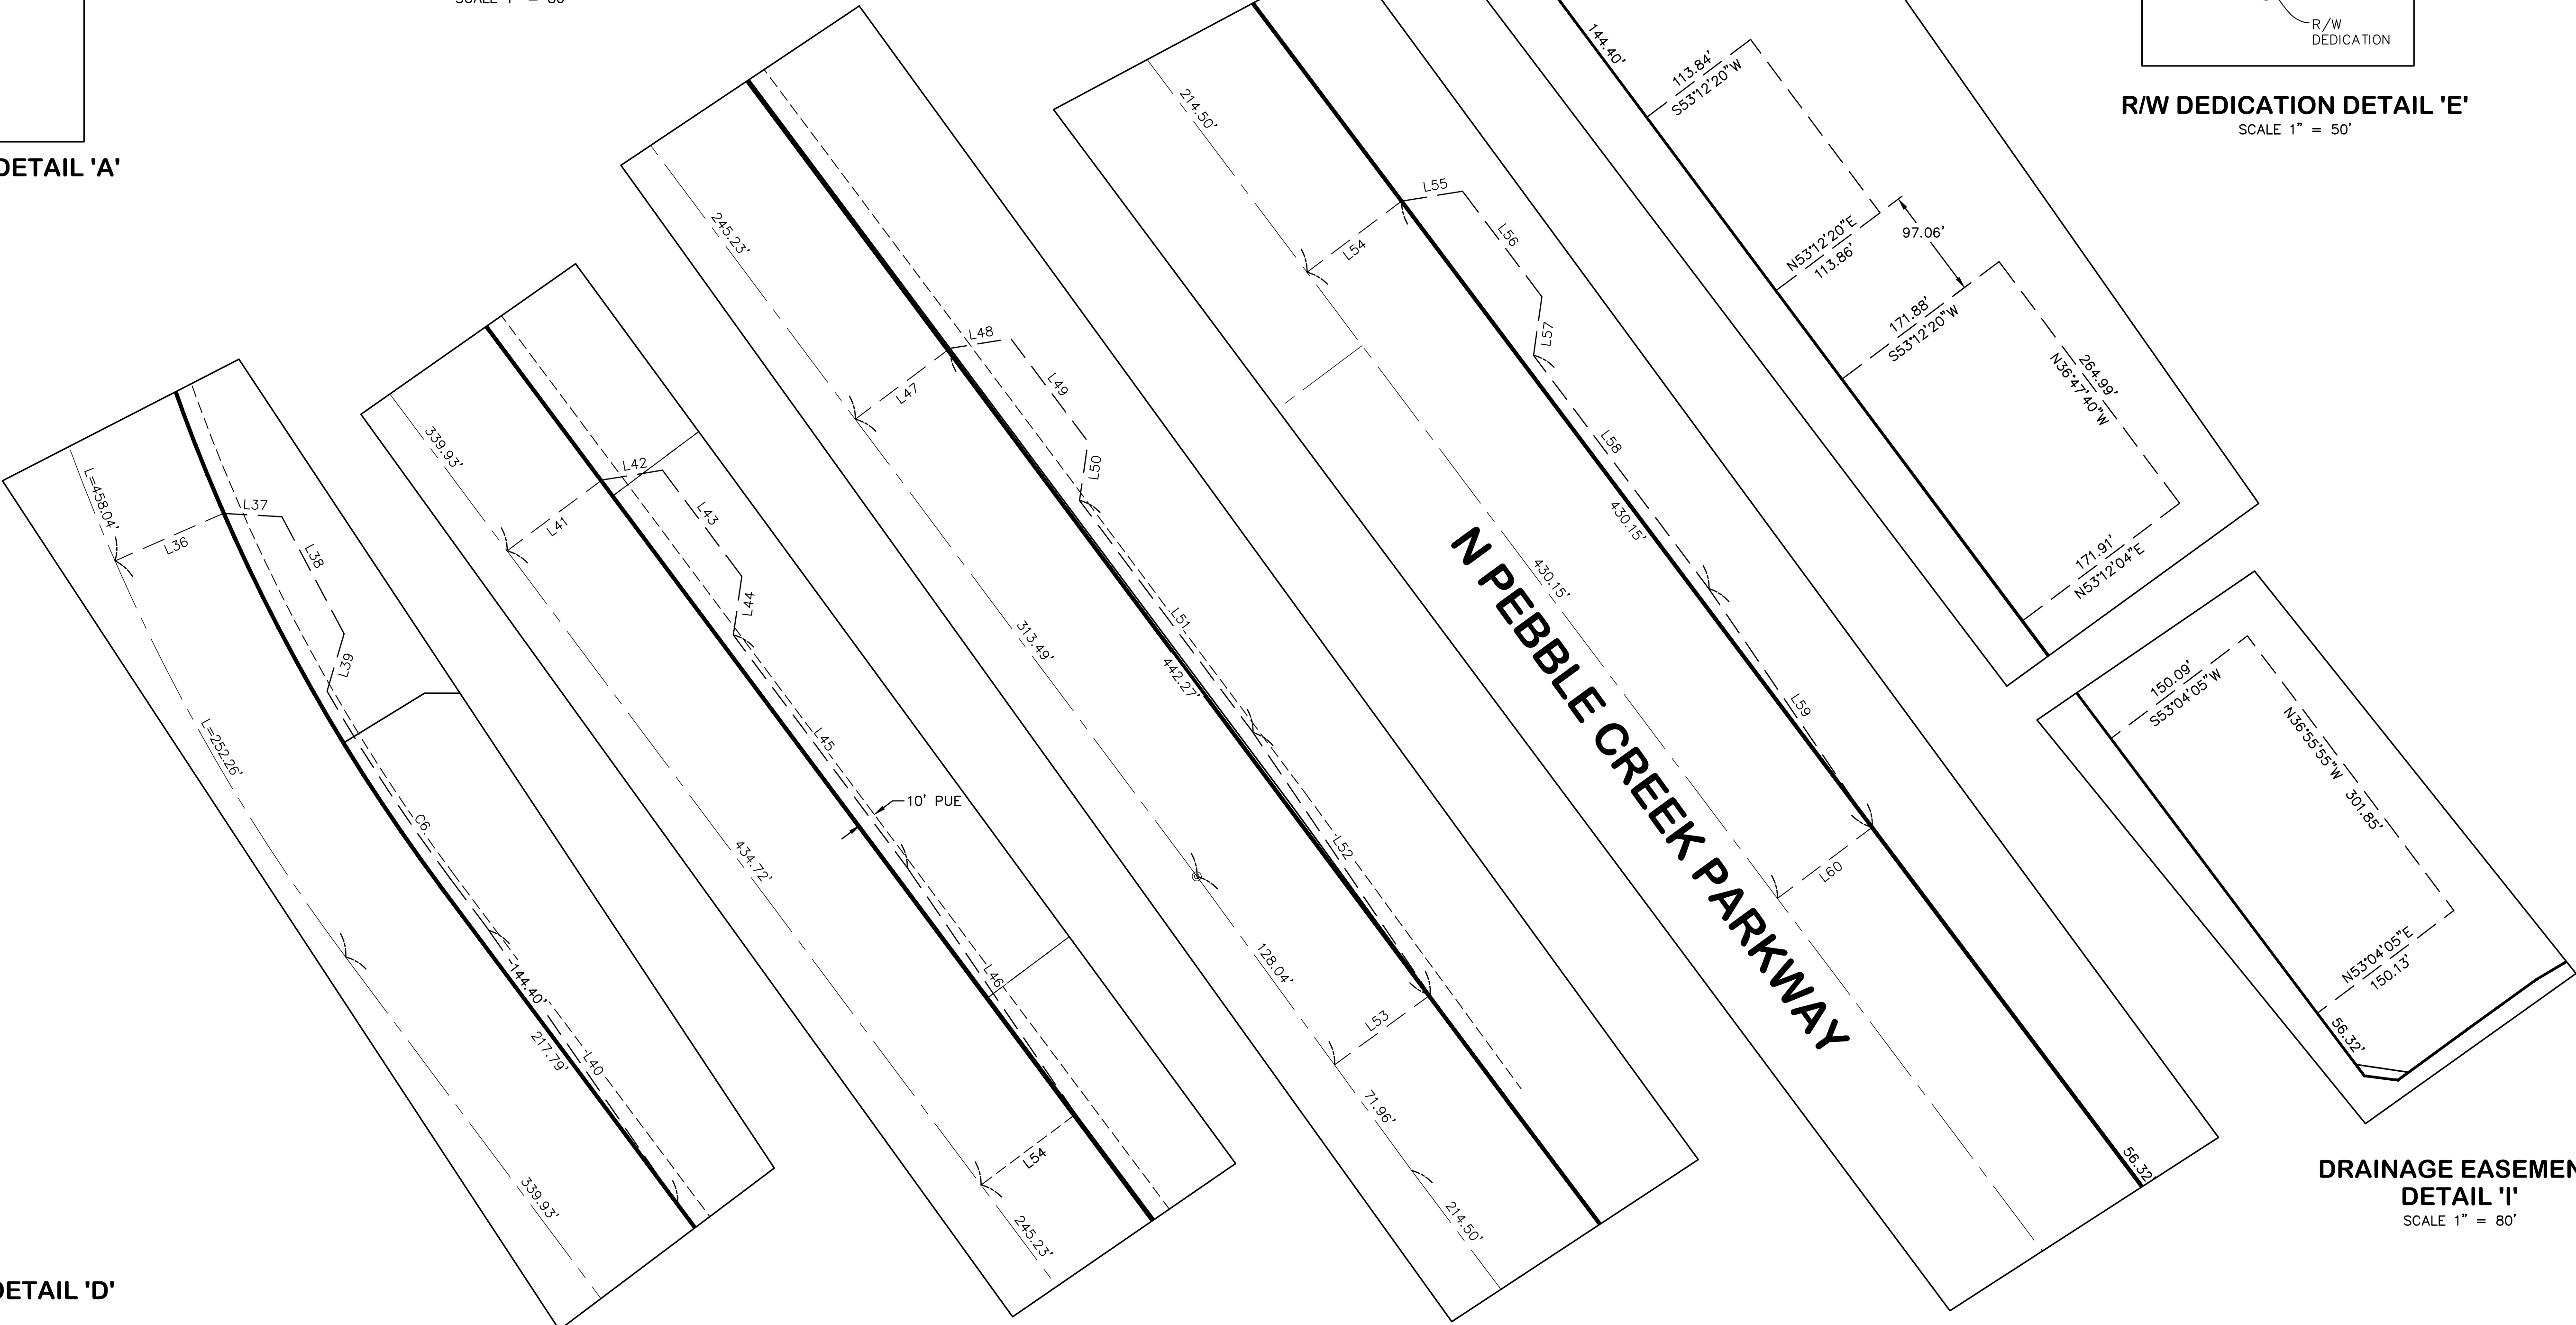 SCALE 1" = 80'
DETAIL 'A'
R/W
DEDICATION
R/W DEDICATION DETAIL 'E'
SCALE 1" = 50'
L=458.04'
L36
L37
L38
L39
L=252.26'
C6
144.40'
217.79'
L40
339.93'
DETAIL 'D'
339.93'
L41
L42
L43
L44
L45
10' PUE
434.72'
L46
L54
245.23'
245.23'
L47
L48
L49
L50
L51
313.49'
442.27'
L52
128.04'
L53
71.96'
214.50'
214.50'
L54
L55
L56
L57
L58
430.15'
430.15'
N PEBBLE CREEK PARKWAY
L59
L60
56.32'
144.40'
113.84'
S53°12'20"W
N53°12'20"E
113.86'
97.06'
171.88'
S53°12'20"W
264.99'
N36°47'40"W
171.91'
N53°12'04"E
150.09'
S53°04'05"W
N36°55'55"W 301.85'
N53°04'05"E
150.13'
56.32'
DRAINAGE EASEMEN
DETAIL 'I'
SCALE 1" = 80'